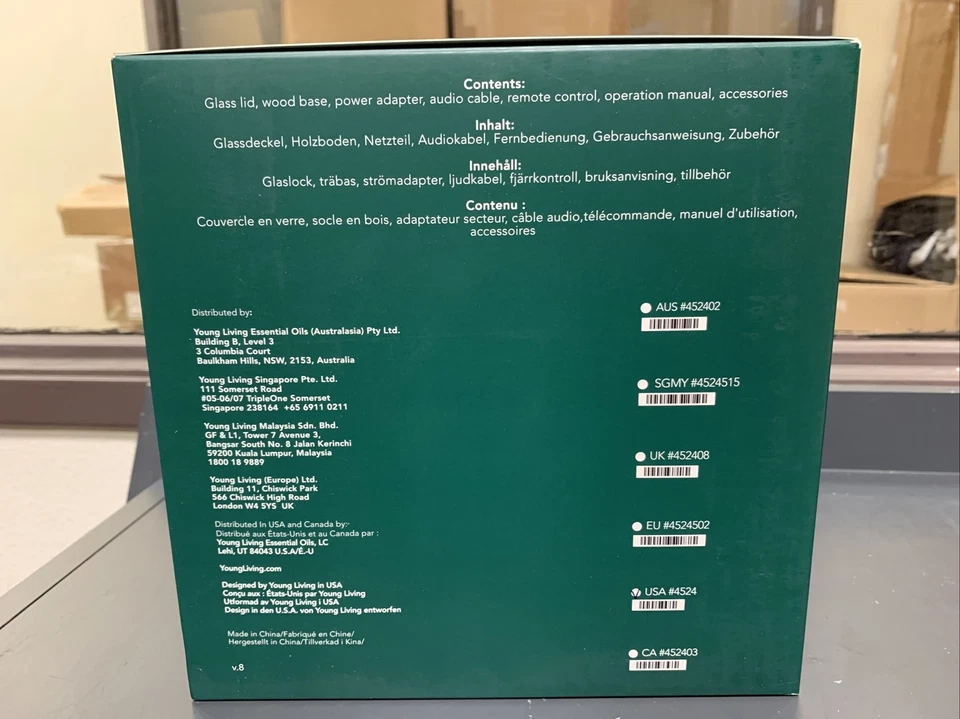 Contents:
Glass lid, wood base, power adapter, audio cable, remote control, operation manual, accessories
Inhalt:
Glassdeckel, Holzboden, Netzteil, Audiokabel, Fernbedienung, Gebrauchsanweisung, Zubehör
Innehåll:
Glaslock, träbas, strömadapter, ljudkabel, fjärrkontroll, bruksanvisning, tillbehör
Contenu :
Couvercle en verre, socle en bois, adaptateur secteur, câble audio,télécommande, manuel d'utilisation,
accessoires
Distributed by:
Young Living Essential Oils (Australasia) Pty Ltd.
Building B, Level 3
3 Columbia Court
Baulkham Hills, NSW, 2153, Australia
Young Living Singapore Pte. Ltd.
111 Somerset Road
#05-06/07 TripleOne Somerset
Singapore 238164 +65 6911 0211
Young Living Malaysia Sdn. Bhd.
GF & L1, Tower 7 Avenue 3,
Bangsar South No. 8 Jalan Kerinchi
59200 Kuala Lumpur, Malaysia
1800 18 9889
Young Living (Europe) Ltd.
Building 11, Chiswick Park
566 Chiswick High Road
London W4 5YS UK
Distributed In USA and Canada by:
Distribué aux États-Unis et au Canada par :
Young Living Essential Oils, LC
Lehi, UT 84043 U.S.A/É.-U
YoungLiving.com
Designed by Young Living in USA
Conçu aux : États-Unis par Young Living
Utformad av Young Living i USA
Design in den U.S.A. von Young Living entworfen
Made in China/Fabriqué en Chine/
Hergestellt in China/Tillverkad i Kina/
v.8
AUS #452402
SGMY #4524515
UK #452408
EU #4524502
USA #4524
CA #452403